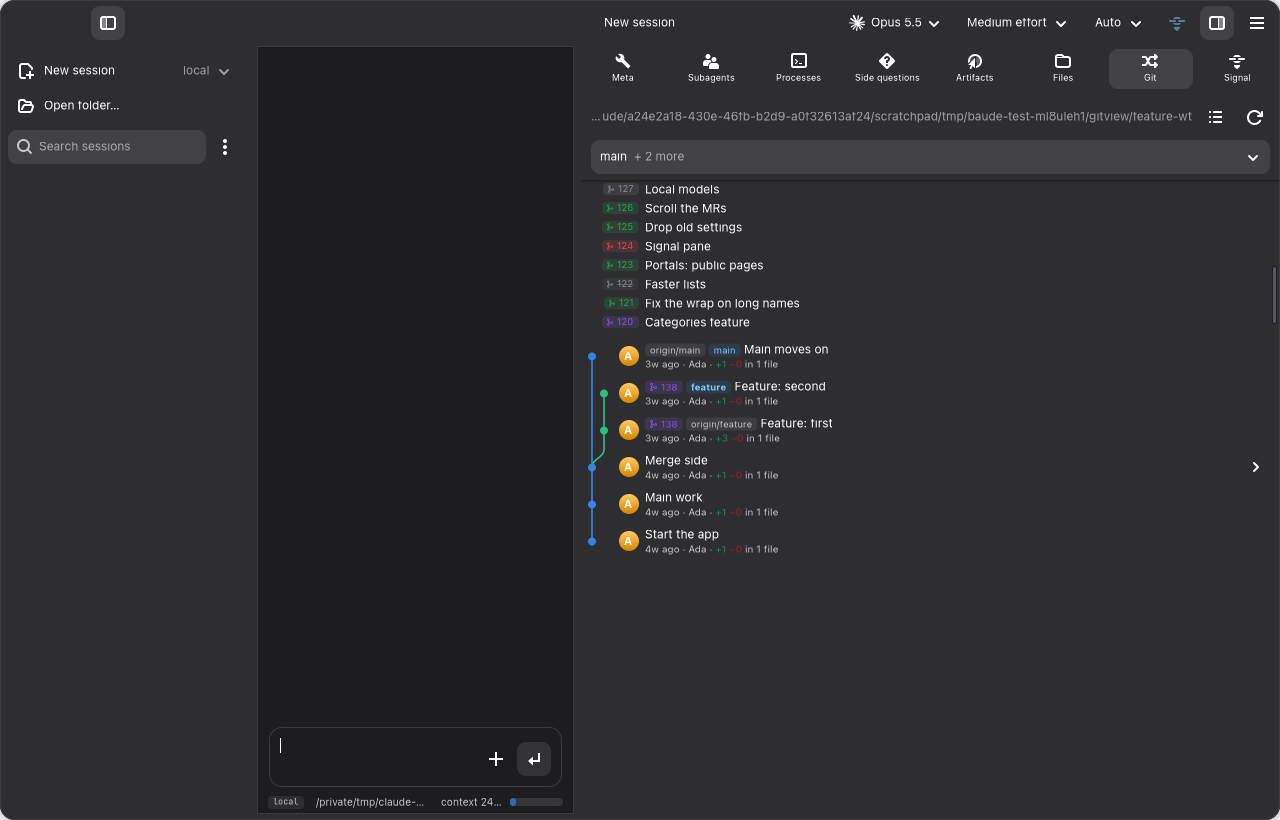 New session
Opus 5.5
Medium effort
Auto
New session
local
Open folder...
Search sessions
Meta
Subagents
Processes
Side questions
Artifacts
Files
Git
Signal
...ude/a24e2a18-430e-46fb-b2d9-a0f32613af24/scratchpad/tmp/baude-test-ml8uleh1/gitview/feature-wt
main + 2 more
127 Local models
126 Scroll the MRs
125 Drop old settings
124 Signal pane
123 Portals: public pages
122 Faster lists
121 Fix the wrap on long names
120 Categories feature
A origin/main main Main moves on
3w ago · Ada · +1 −0 in 1 file
A 138 feature Feature: second
3w ago · Ada · +1 −0 in 1 file
A 138 origin/feature Feature: first
3w ago · Ada · +3 −0 in 1 file
A Merge side
4w ago · Ada · +1 −0 in 1 file
A Main work
4w ago · Ada · +1 −0 in 1 file
A Start the app
4w ago · Ada · +1 −0 in 1 file
local /private/tmp/claude-... context 24...